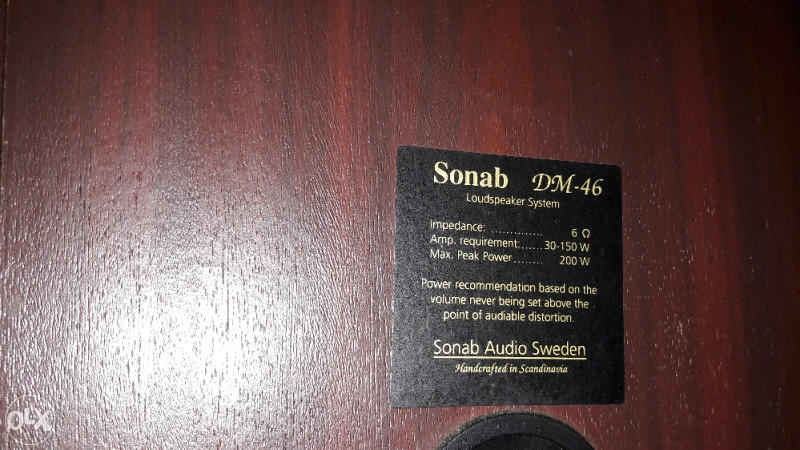 Sonab DM-46
Loudspeaker System
Impedance: ............... 6 Ω
Amp. requirement:......30-150 W
Max. Peak Power ........ 200 W
Power recommendation based on the
volume never being set above the
point of audiable distortion.
Sonab Audio Sweden
Handcrafted in Scandinavia
OLX